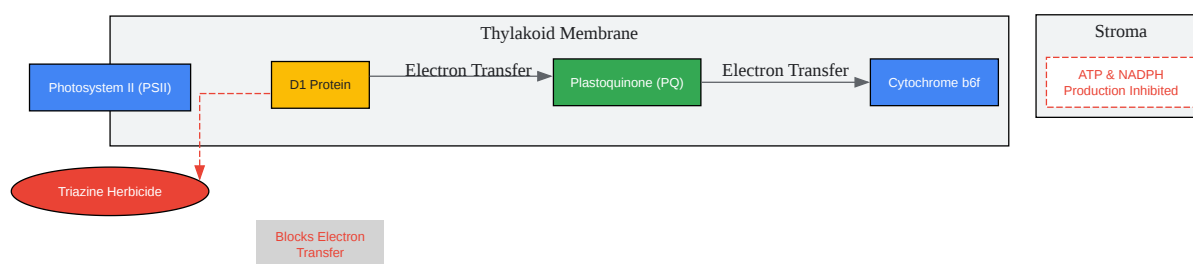 Thylakoid Membrane
Stroma
Photosystem II (PSII)
D1 Protein
Electron Transfer
Plastoquinone (PQ)
Electron Transfer
Cytochrome b6f
ATP & NADPH
Production Inhibited
Triazine Herbicide
Blocks Electron
Transfer